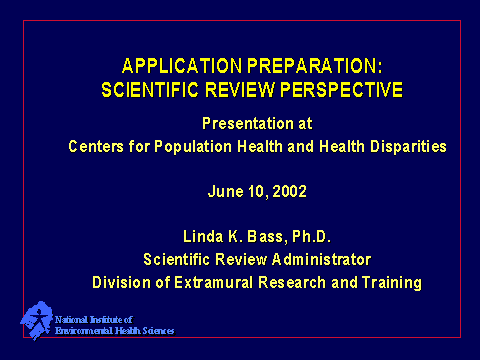 APPLICATION PREPARATION:
SCIENTIFIC REVIEW PERSPECTIVE
Presentation at
Centers for Population Health and Health Disparities
June 10, 2002
Linda K. Bass, Ph.D.
Scientific Review Administrator
Division of Extramural Research and Training
National Institute of
Environmental Health Sciences